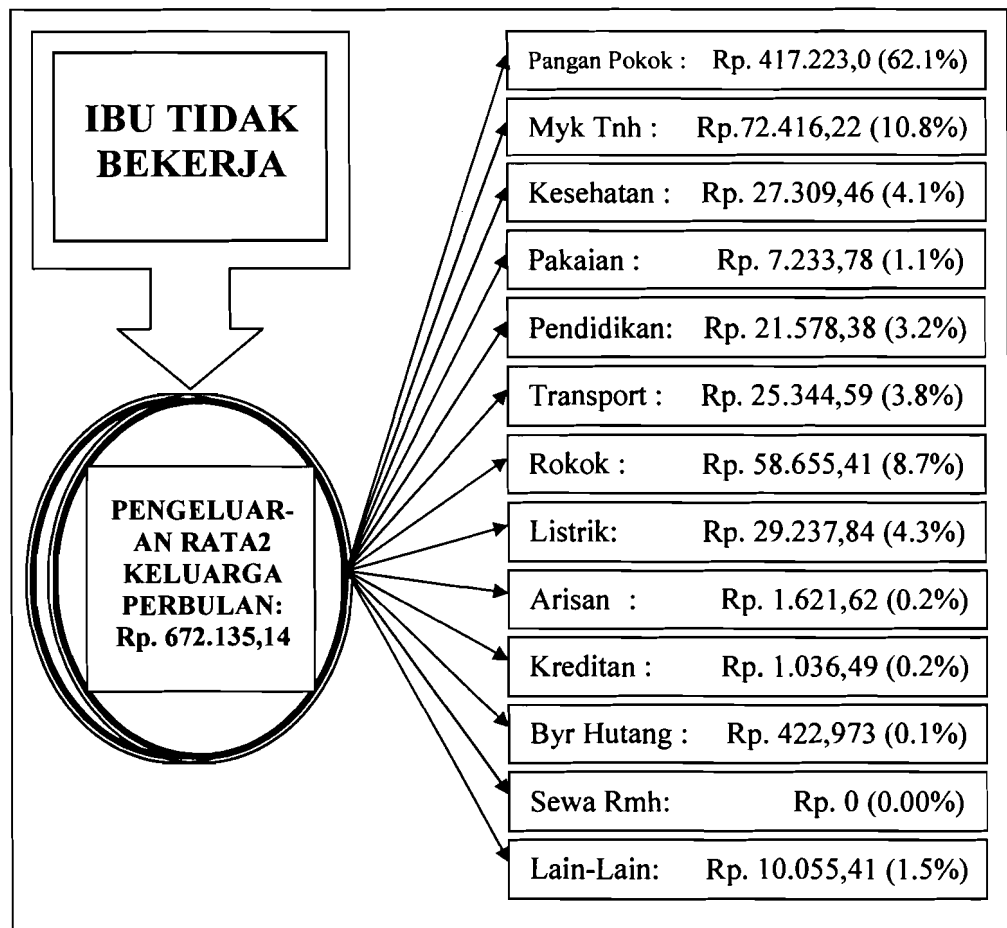 IBU TIDAK
BEKERJA
PENGELUAR-
AN RATA2
KELUARGA
PERBULAN:
Rp. 672.135,14
Pangan Pokok : Rp. 417.223,0 (62.1%)
Myk Tnh : Rp.72.416,22 (10.8%)
Kesehatan : Rp. 27.309,46 (4.1%)
Pakaian : Rp. 7.233,78 (1.1%)
Pendidikan: Rp. 21.578,38 (3.2%)
Transport : Rp. 25.344,59 (3.8%)
Rokok : Rp. 58.655,41 (8.7%)
Listrik: Rp. 29.237,84 (4.3%)
Arisan : Rp. 1.621,62 (0.2%)
Kreditan : Rp. 1.036,49 (0.2%)
Byr Hutang : Rp. 422,973 (0.1%)
Sewa Rmh: Rp. 0 (0.00%)
Lain-Lain: Rp. 10.055,41 (1.5%)